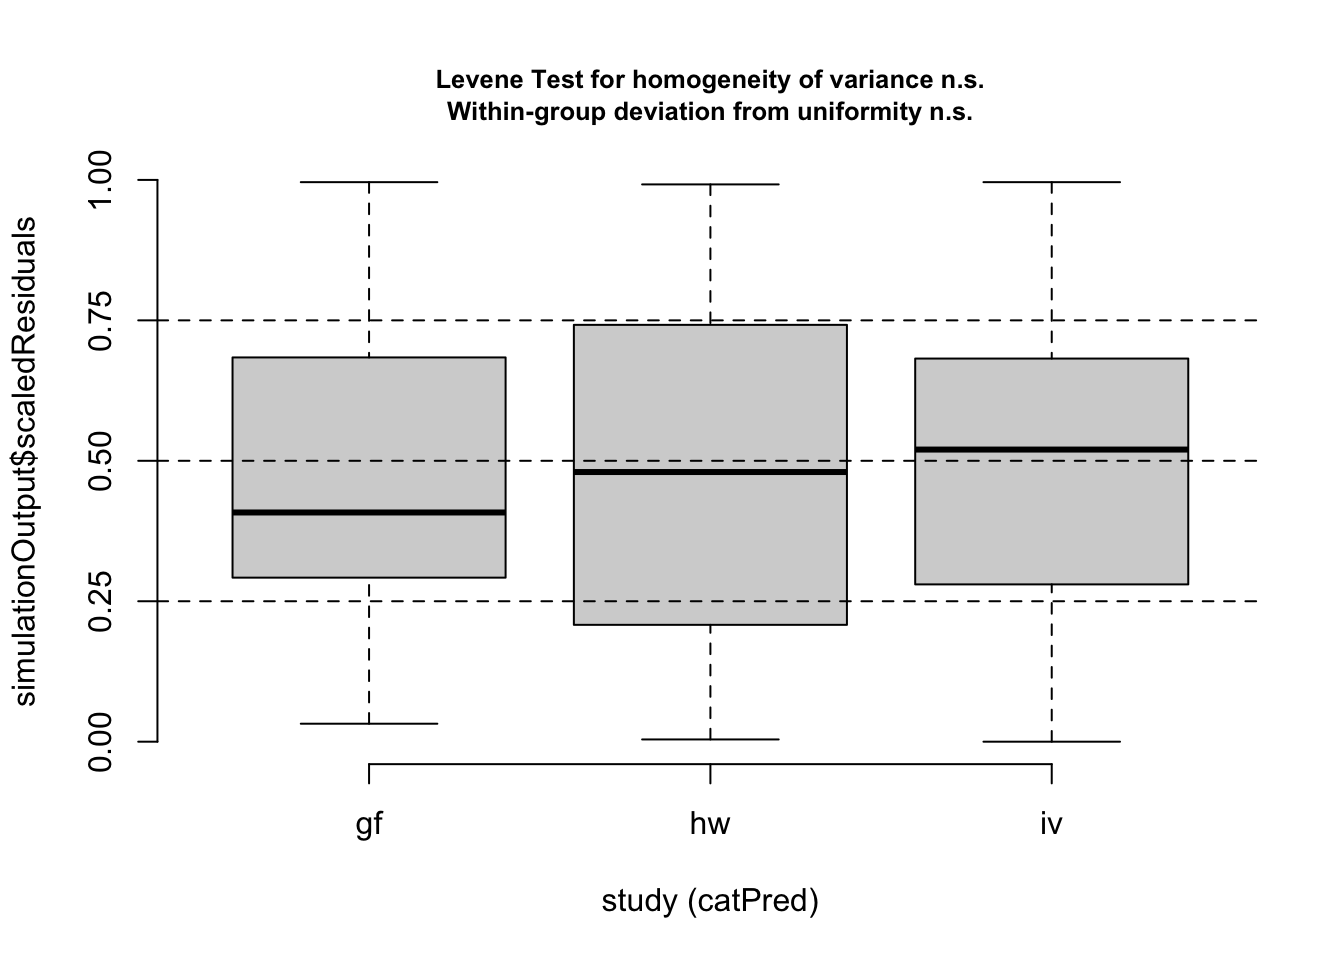 Levene Test for homogeneity of variance n.s.
Within-group deviation from uniformity n.s.
simulationOutput$scaledResiduals
1.00
0.75
0.50
0.25
0.00
gf
hw
iv
study (catPred)